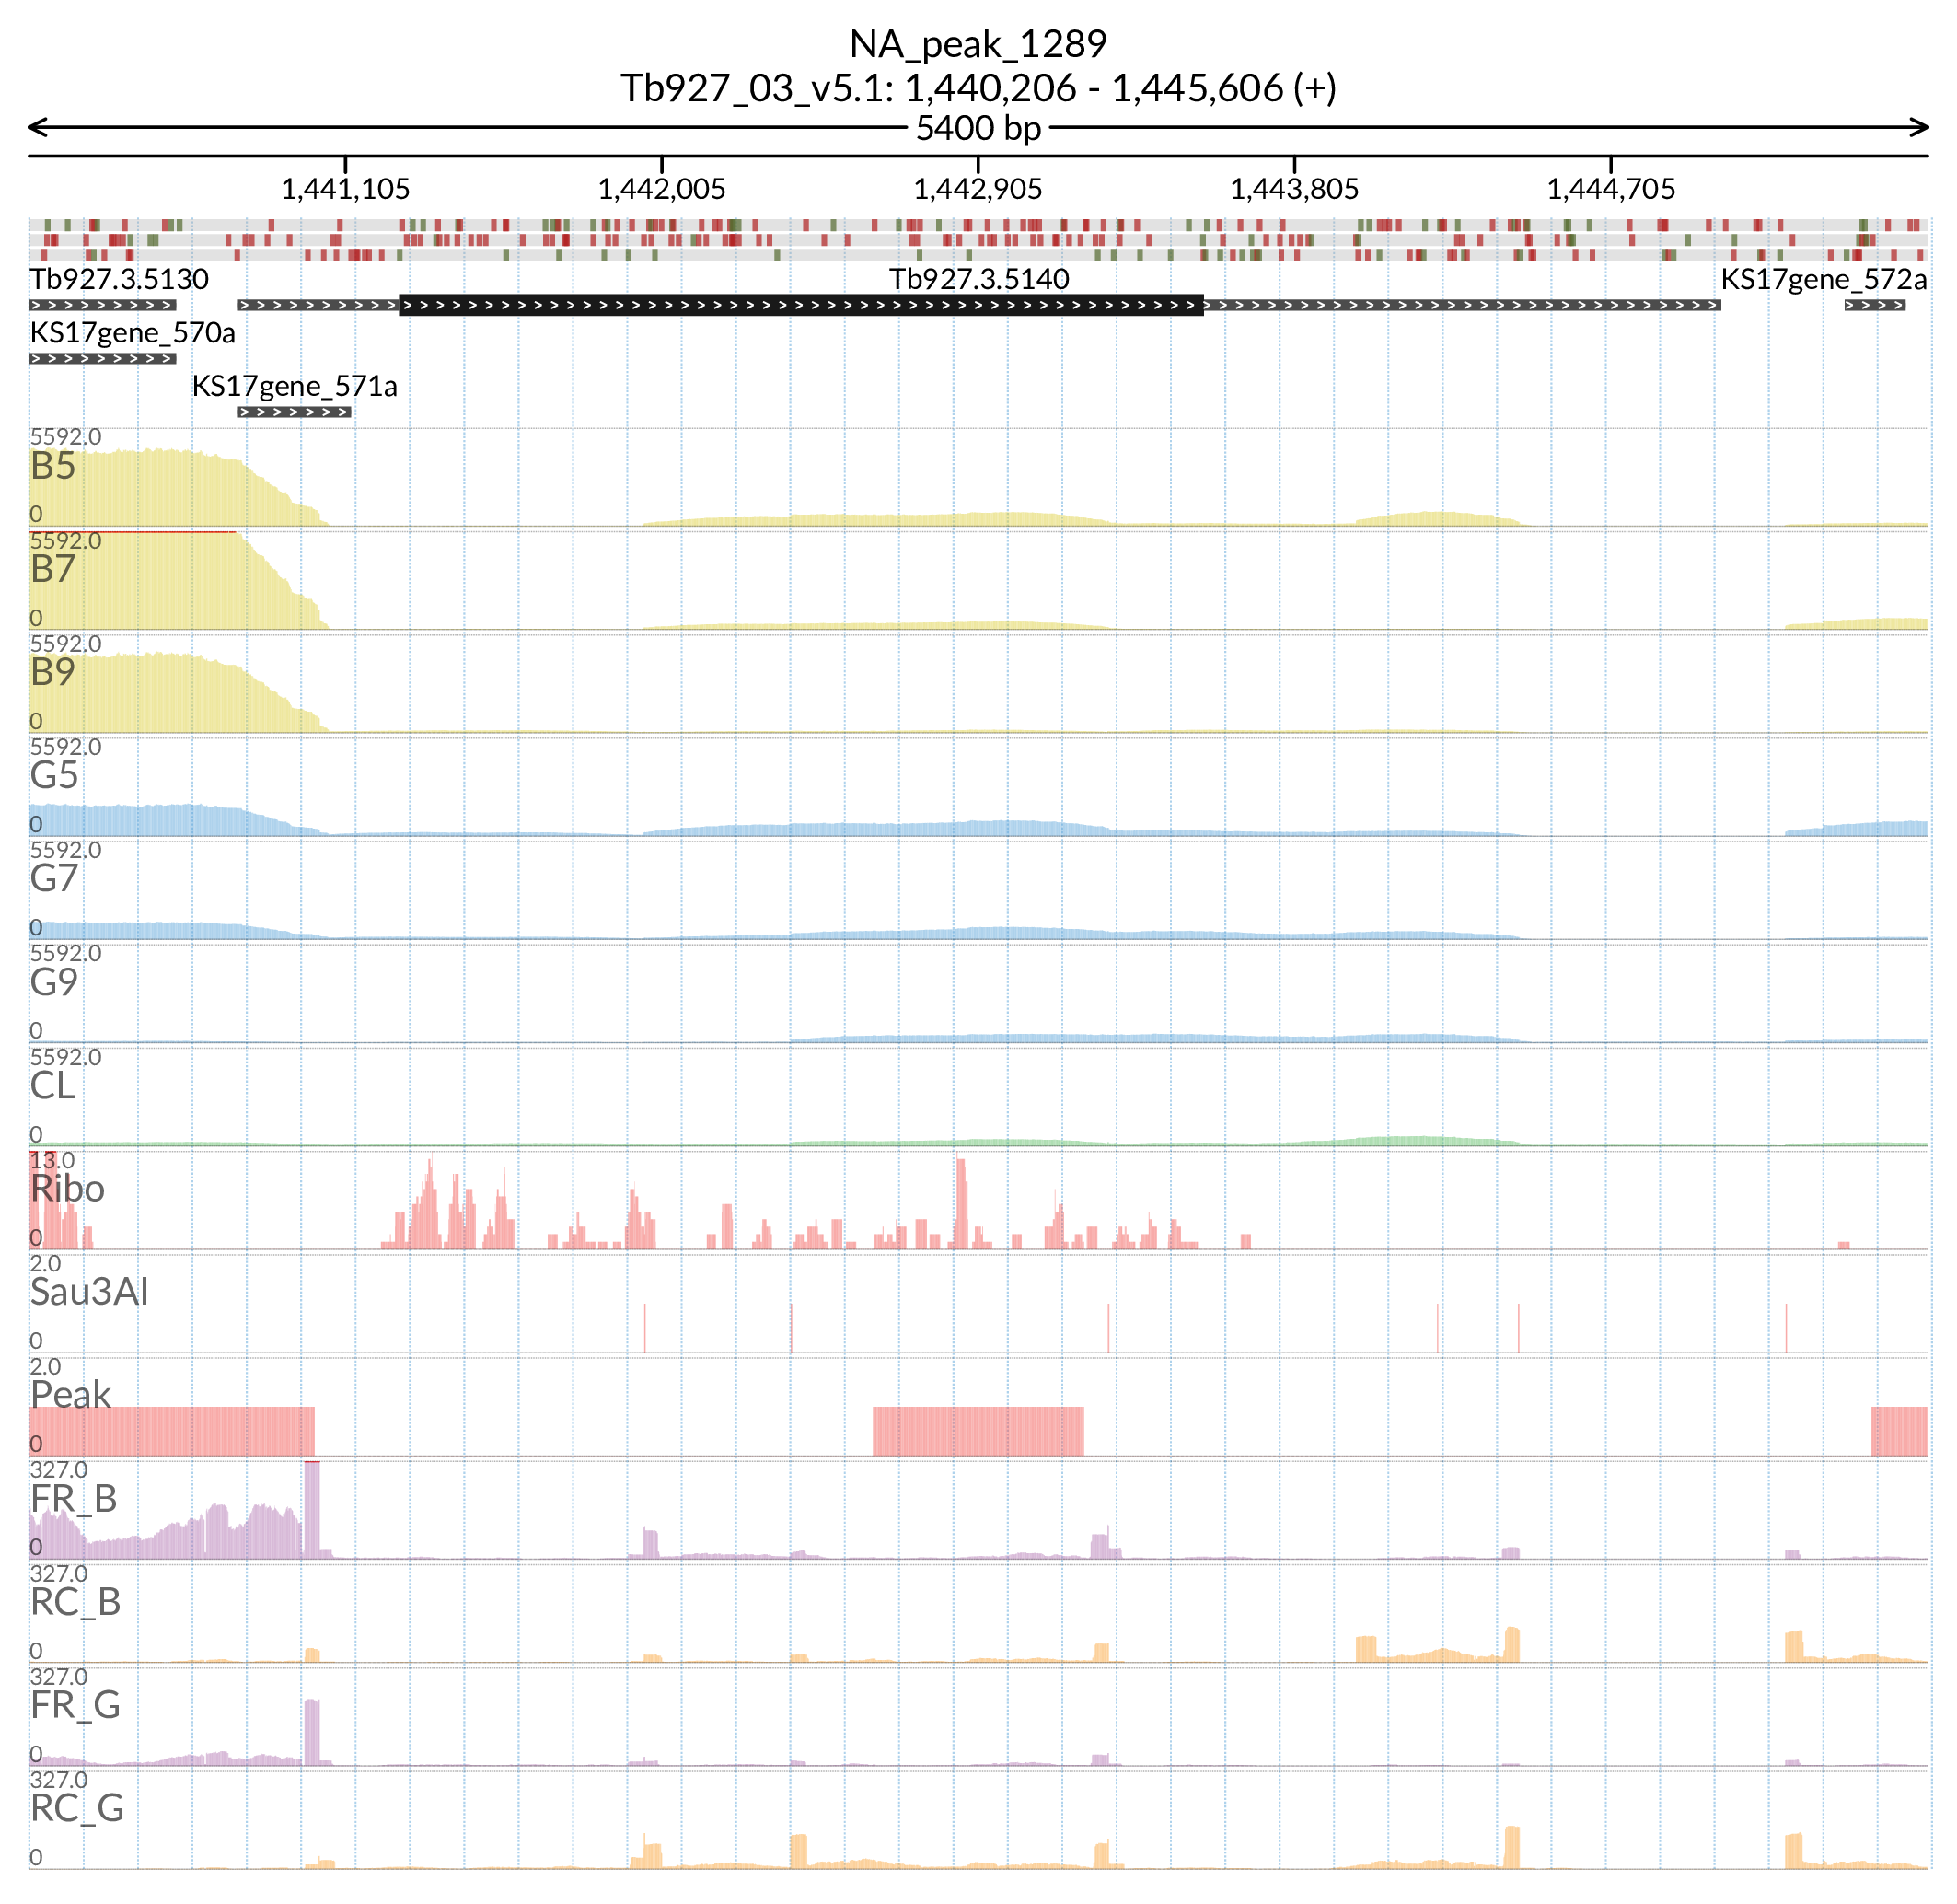 NA_peak_1289
Tb927_03_v5.1: 1,440,206 - 1,445,606 (+)
5400 bp
1,441,105 1,442,005 1,442,905 1,443,805 1,444,705
Tb927.3.5130 Tb927.3.5140 KS17gene_572a
KS17gene_570a
KS17gene_571a
5592.0
B5
0
5592.0
B7
0
5592.0
B9
0
5592.0
G5
0
5592.0
G7
0
5592.0
G9
0
5592.0
CL
0
13.0
Ribo
0
2.0
Sau3AI
0
2.0
Peak
0
327.0
FR_B
0
327.0
RC_B
0
327.0
FR_G
0
327.0
RC_G
0